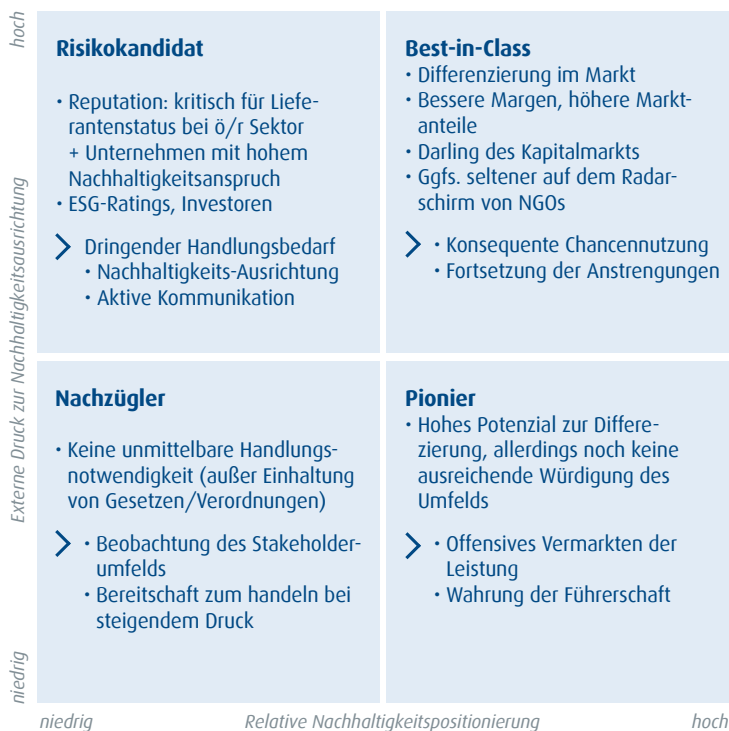 hoch
Externe Druck zur Nachhaltigkeitsausrichtung
niedrig
Risikokandidat
• Reputation: kritisch für Liefe-
rantenstatus bei ö/r Sektor
+ Unternehmen mit hohem
Nachhaltigkeitsanspruch
• ESG-Ratings, Investoren
> Dringender Handlungsbedarf
• Nachhaltigkeits-Ausrichtung
• Aktive Kommunikation
Best-in-Class
• Differenzierung im Markt
• Bessere Margen, höhere Markt-
anteile
• Darling des Kapitalmarkts
• Ggfs. seltener auf dem Radar-
schirm von NGOs
> • Konsequente Chancennutzung
• Fortsetzung der Anstrengungen
Nachzügler
• Keine unmittelbare Handlungs-
notwendigkeit (außer Einhaltung
von Gesetzen/Verordnungen)
> • Beobachtung des Stakeholder-
umfelds
• Bereitschaft zum handeln bei
steigendem Druck
Pionier
• Hohes Potenzial zur Differe-
zierung, allerdings noch keine
ausreichende Würdigung des
Umfelds
> • Offensives Vermarkten der
Leistung
• Wahrung der Führerschaft
niedrig
Relative Nachhaltigkeitspositionierung
hoch